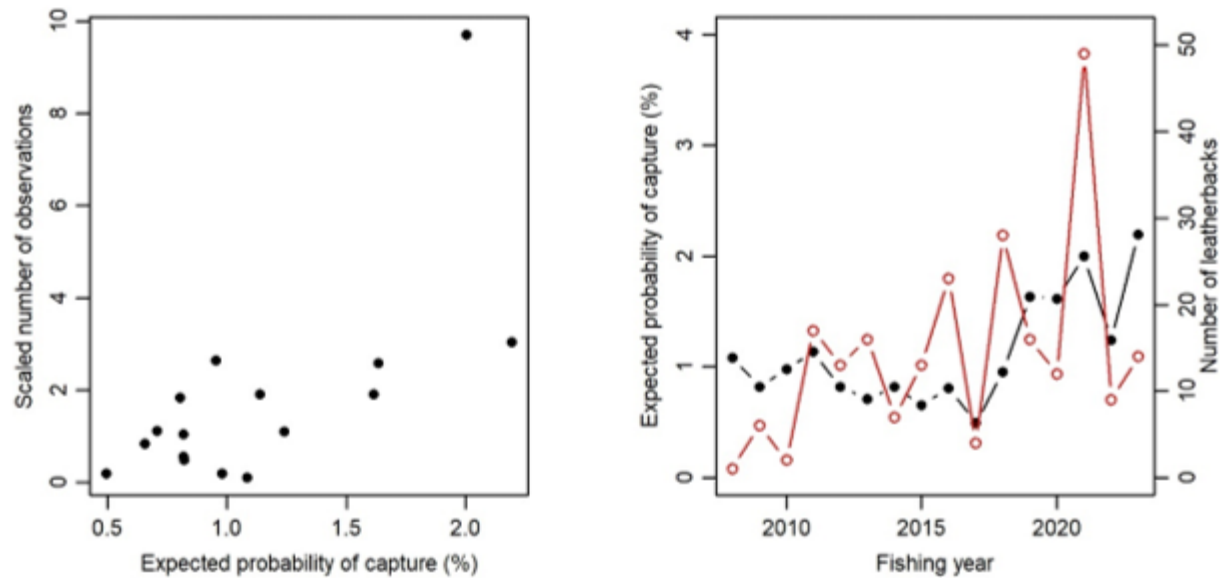 Scaled number of observations
10
8
6
4
2
0
0.5 1.0 1.5 2.0
Expected probability of capture (%)
Expected probability of capture (%)
4
3
2
1
0
2010 2015 2020
Fishing year
50
40
30
20
10
0
Number of leatherbacks